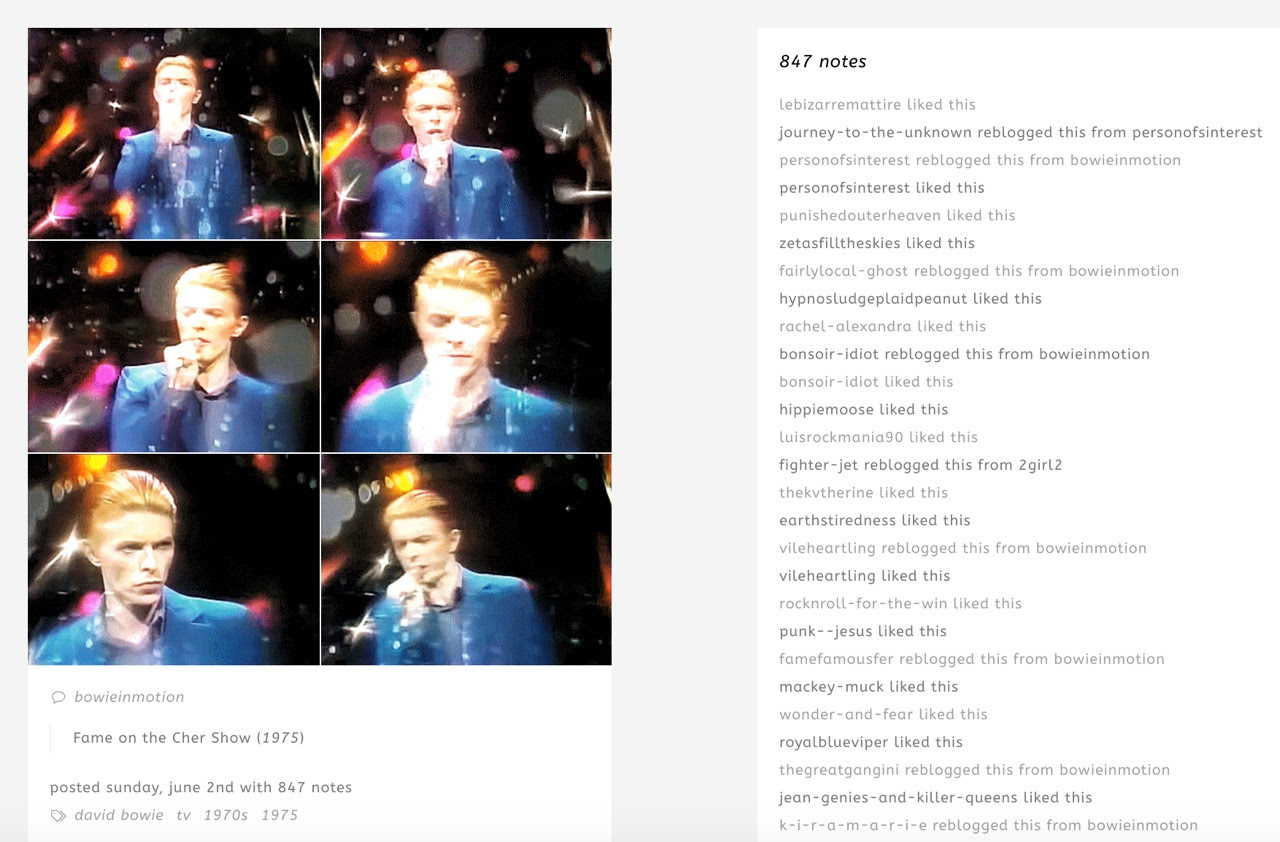 bowieinmotion
Fame on the Cher Show (1975)
posted sunday, june 2nd with 847 notes
david bowie tv 1970s 1975
847 notes
lebizarremattire liked this
journey-to-the-unknown reblogged this from personofsinterest
personofsinterest reblogged this from bowieinmotion
personofsinterest liked this
punishedouterheaven liked this
zetasfilltheskies liked this
fairlylocal-ghost reblogged this from bowieinmotion
hypnosludgeplaidpeanut liked this
rachel-alexandra liked this
bonsoir-idiot reblogged this from bowieinmotion
bonsoir-idiot liked this
hippiemoose liked this
luisrockmania90 liked this
fighter-jet reblogged this from 2girl2
thekvtherine liked this
earthstiredness liked this
vileheartling reblogged this from bowieinmotion
vileheartling liked this
rocknroll-for-the-win liked this
punk--jesus liked this
famefamousfer reblogged this from bowieinmotion
mackey-muck liked this
wonder-and-fear liked this
royalblueviper liked this
thegreatgangini reblogged this from bowieinmotion
jean-genies-and-killer-queens liked this
k-i-r-a-m-a-r-i-e reblogged this from bowieinmotion